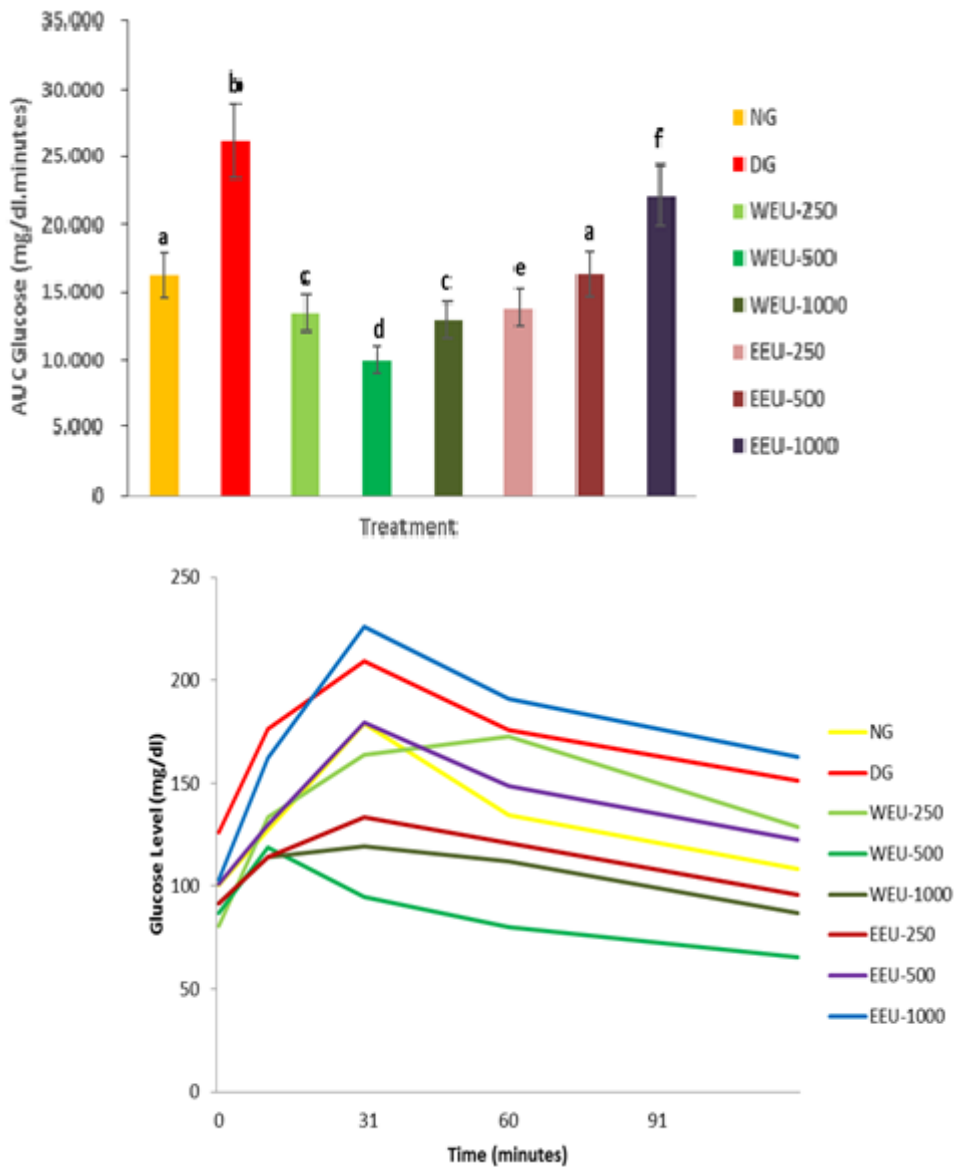 35.000
30.000
25.000
20.000
15.000
10.000
5.000
0
AUC Glucose (mg/dl.minutes)
a
b
c
d
c
e
a
f
Treatment
NG
DG
WEU-250
WEU-500
WEU-1000
EEU-250
EEU-500
EEU-1000
250
200
150
100
50
0
Glucose Level (mg/dl)
0 31 60 91
Time (minutes)
NG
DG
WEU-250
WEU-500
WEU-1000
EEU-250
EEU-500
EEU-1000